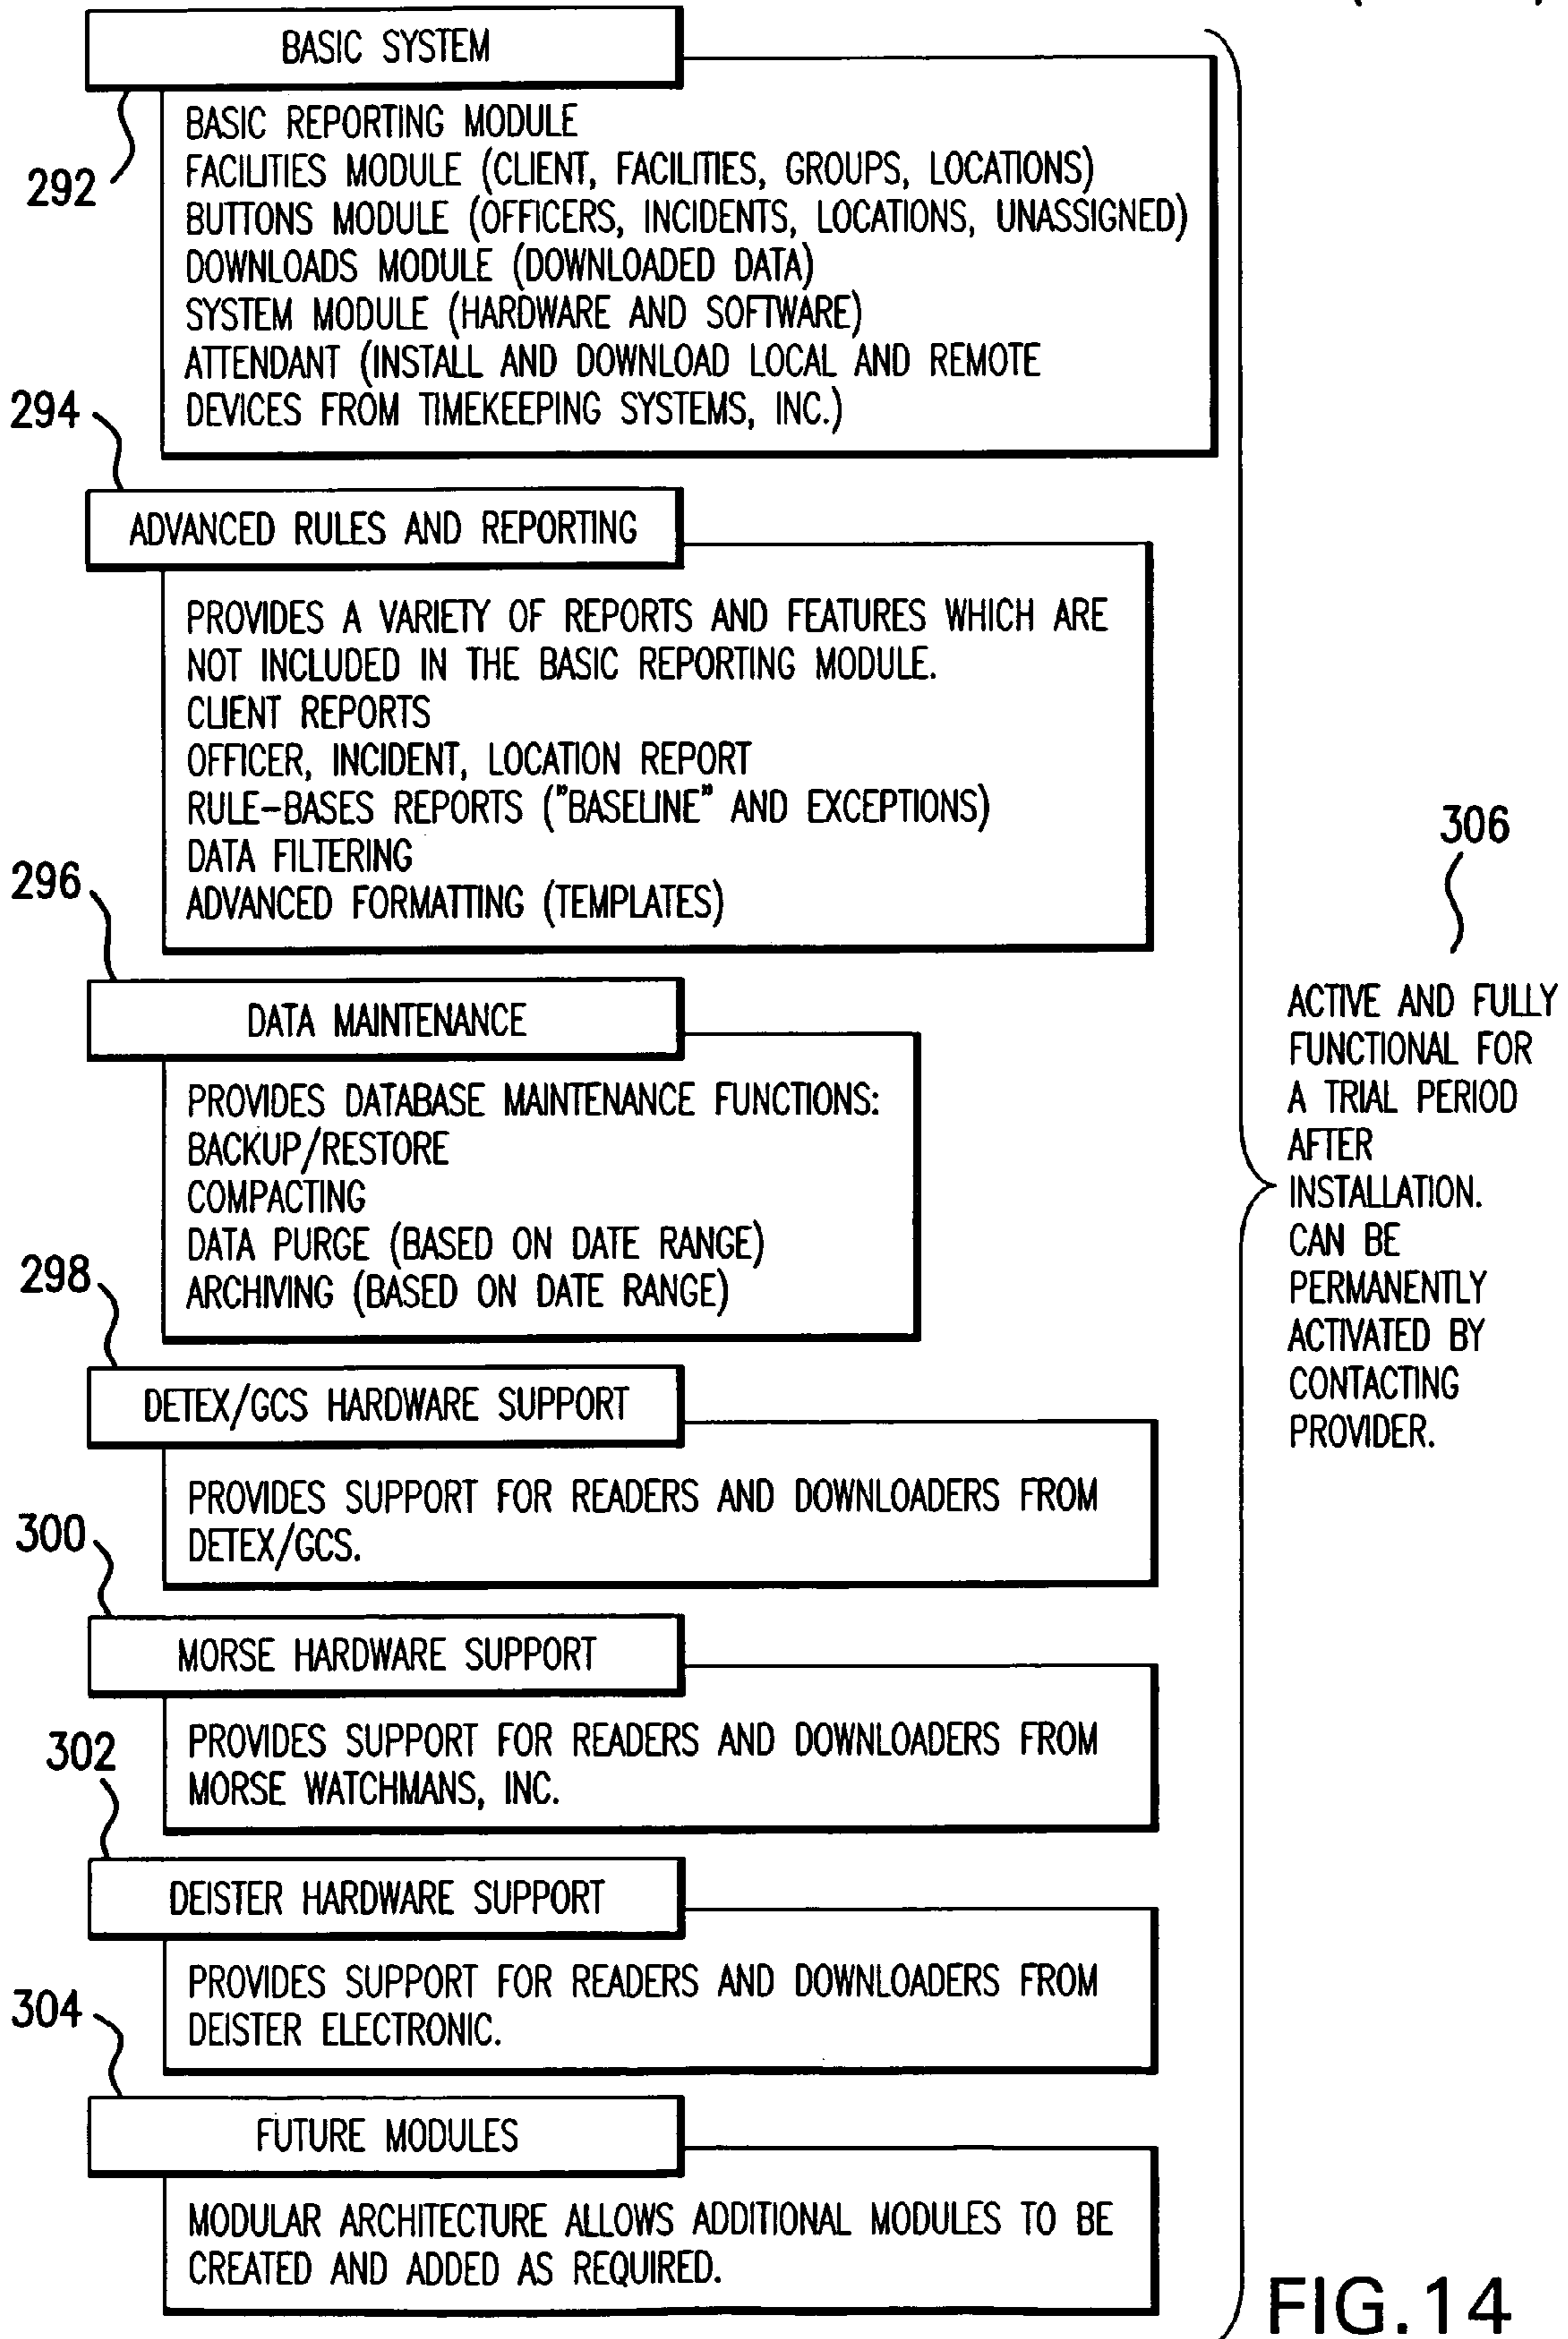 BASIC SYSTEM
292
BASIC REPORTING MODULE
FACILITIES MODULE (CLIENT, FACILITIES, GROUPS, LOCATIONS)
BUTTONS MODULE (OFFICERS, INCIDENTS, LOCATIONS, UNASSIGNED)
DOWNLOADS MODULE (DOWNLOADED DATA)
SYSTEM MODULE (HARDWARE AND SOFTWARE)
ATTENDANT (INSTALL AND DOWNLOAD LOCAL AND REMOTE
DEVICES FROM TIMEKEEPING SYSTEMS, INC.)
294
ADVANCED RULES AND REPORTING
PROVIDES A VARIETY OF REPORTS AND FEATURES WHICH ARE
NOT INCLUDED IN THE BASIC REPORTING MODULE.
CLIENT REPORTS
OFFICER, INCIDENT, LOCATION REPORT
RULE-BASES REPORTS ("BASELINE" AND EXCEPTIONS)
DATA FILTERING
ADVANCED FORMATTING (TEMPLATES)
296
DATA MAINTENANCE
PROVIDES DATABASE MAINTENANCE FUNCTIONS:
BACKUP/RESTORE
COMPACTING
DATA PURGE (BASED ON DATE RANGE)
ARCHIVING (BASED ON DATE RANGE)
298
DETEX/GCS HARDWARE SUPPORT
PROVIDES SUPPORT FOR READERS AND DOWNLOADERS FROM
DETEX/GCS.
300
MORSE HARDWARE SUPPORT
PROVIDES SUPPORT FOR READERS AND DOWNLOADERS FROM
MORSE WATCHMANS, INC.
302
DEISTER HARDWARE SUPPORT
PROVIDES SUPPORT FOR READERS AND DOWNLOADERS FROM
DEISTER ELECTRONIC.
304
FUTURE MODULES
MODULAR ARCHITECTURE ALLOWS ADDITIONAL MODULES TO BE
CREATED AND ADDED AS REQUIRED.
306
ACTIVE AND FULLY
FUNCTIONAL FOR
A TRIAL PERIOD
AFTER
INSTALLATION.
CAN BE
PERMANENTLY
ACTIVATED BY
CONTACTING
PROVIDER.
FIG.14